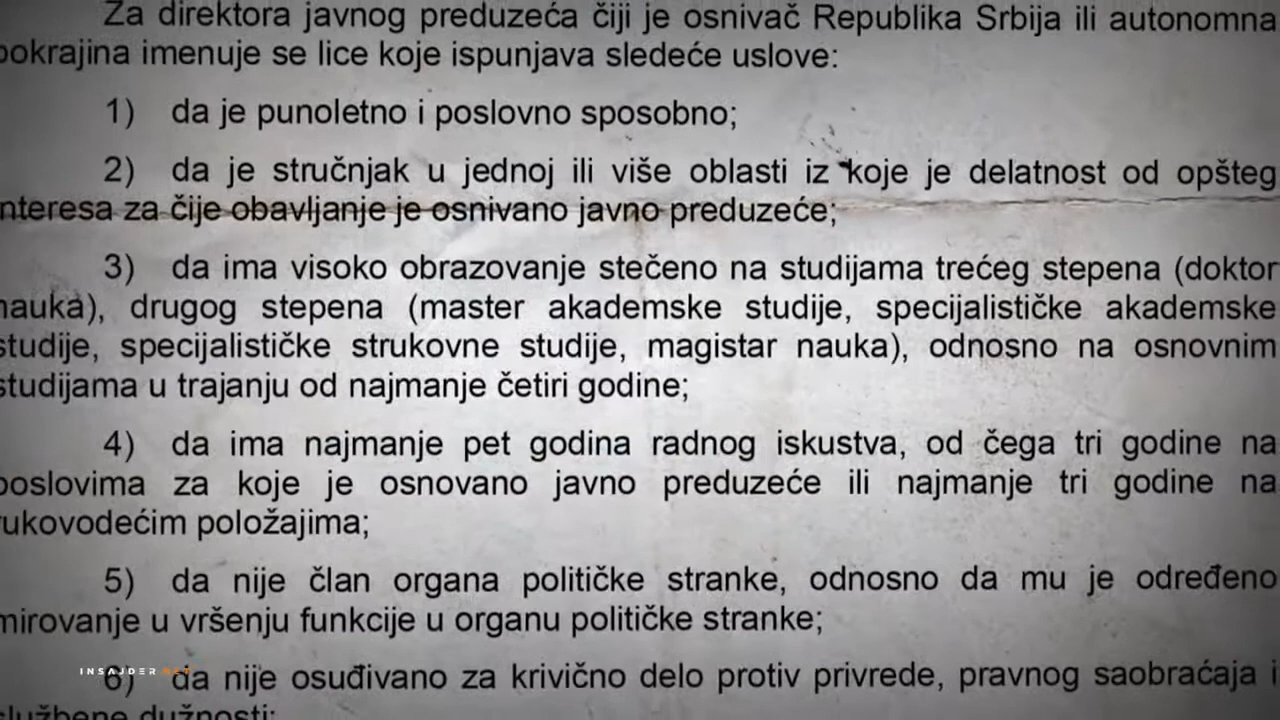 Za direktora javnog preduzeća čiji je osnivač Republika Srbija ili autonomna
pokrajina imenuje se lice koje ispunjava sledeće uslove:
1) da je punoletno i poslovno sposobno;
2) da je stručnjak u jednoj ili više oblasti iz koje je delatnost od opšteg
nteresa za čije obavljanje je osnivano javno preduzeće;
3) da ima visoko obrazovanje stečeno na studijama trećeg stepena (doktor
nauka), drugog stepena (master akademske studije, specijalističke akademske
studije, specijalističke strukovne studije, magistar nauka), odnosno na osnovnim
studijama u trajanju od najmanje četiri godine;
4) da ima najmanje pet godina radnog iskustva, od čega tri godine na
poslovima za koje je osnovano javno preduzeće ili najmanje tri godine na
rukovodećim položajima;
5) da nije član organa političke stranke, odnosno da mu je određeno
mirovanje u vršenju funkcije u organu političke stranke;
6) da nije osuđivano za krivično delo protiv privrede, pravnog saobraćaja i
službene dužnosti;
INSAJDER.NET